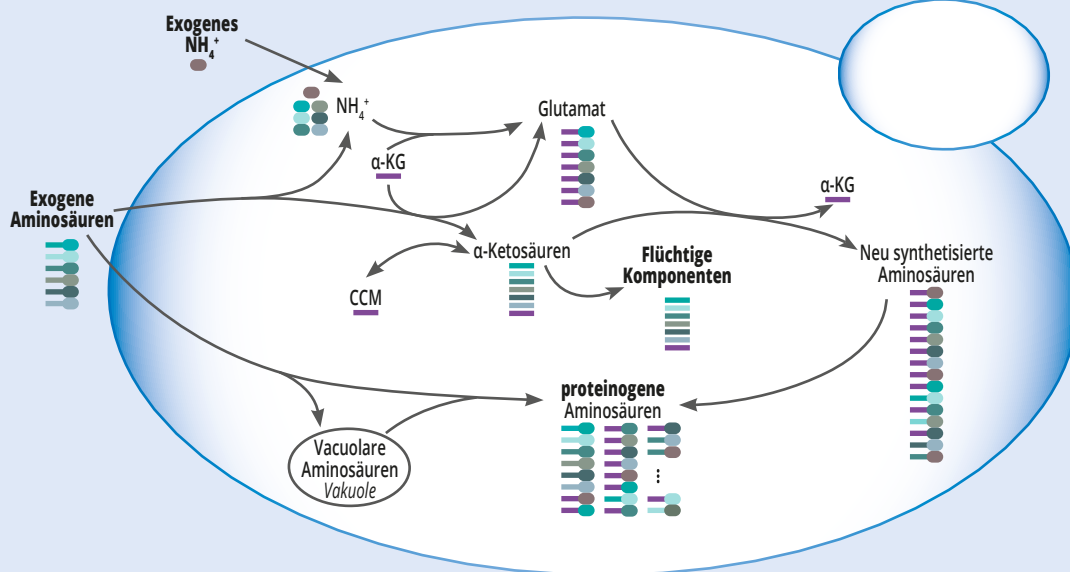 Exogenes
NH₄⁺
NH₄⁺
Glutamat
α-KG
α-KG
Exogene
Aminosäuren
α-Ketosäuren
Flüchtige
Komponenten
Neu synthetisierte
Aminosäuren
CCM
proteinogene
Aminosäuren
Vacuolare
Aminosäuren
Vakuole